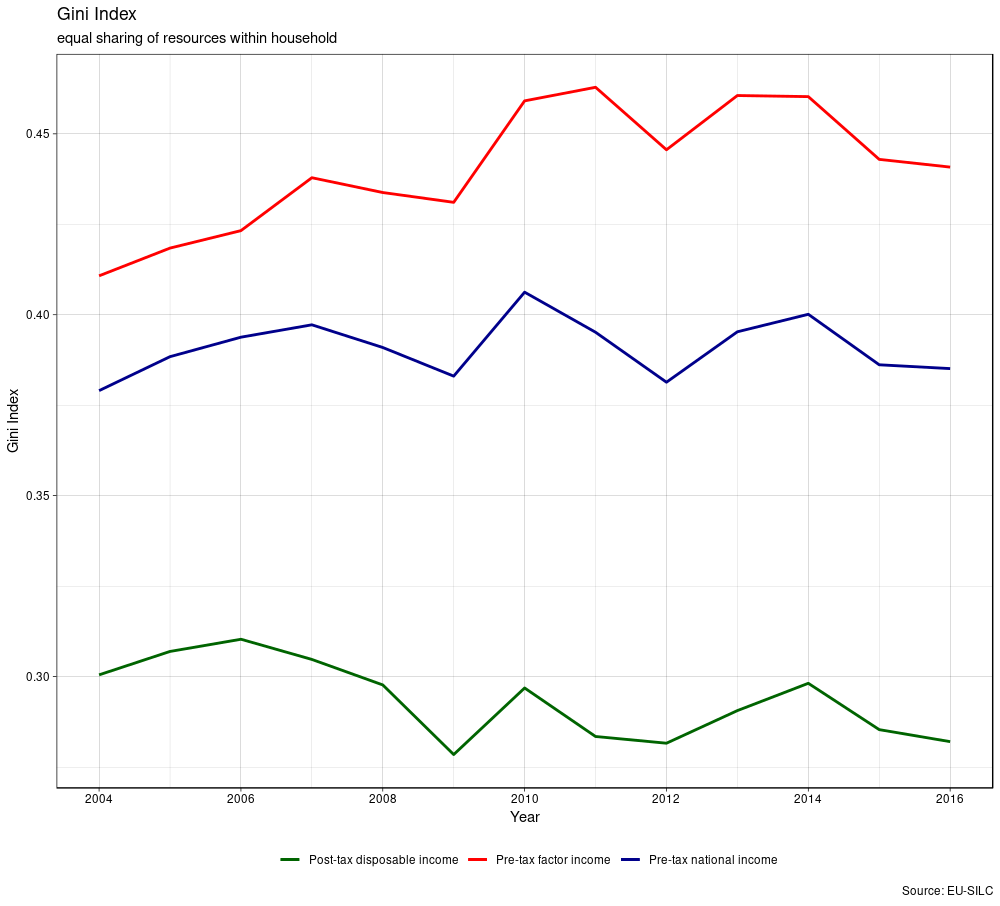 Gini Index
equal sharing of resources within household
Gini Index
0.45
0.40
0.35
0.30
2004 2006 2008 2010 2012 2014 2016
Year
Post-tax disposable income Pre-tax factor income Pre-tax national income
Source: EU-SILC